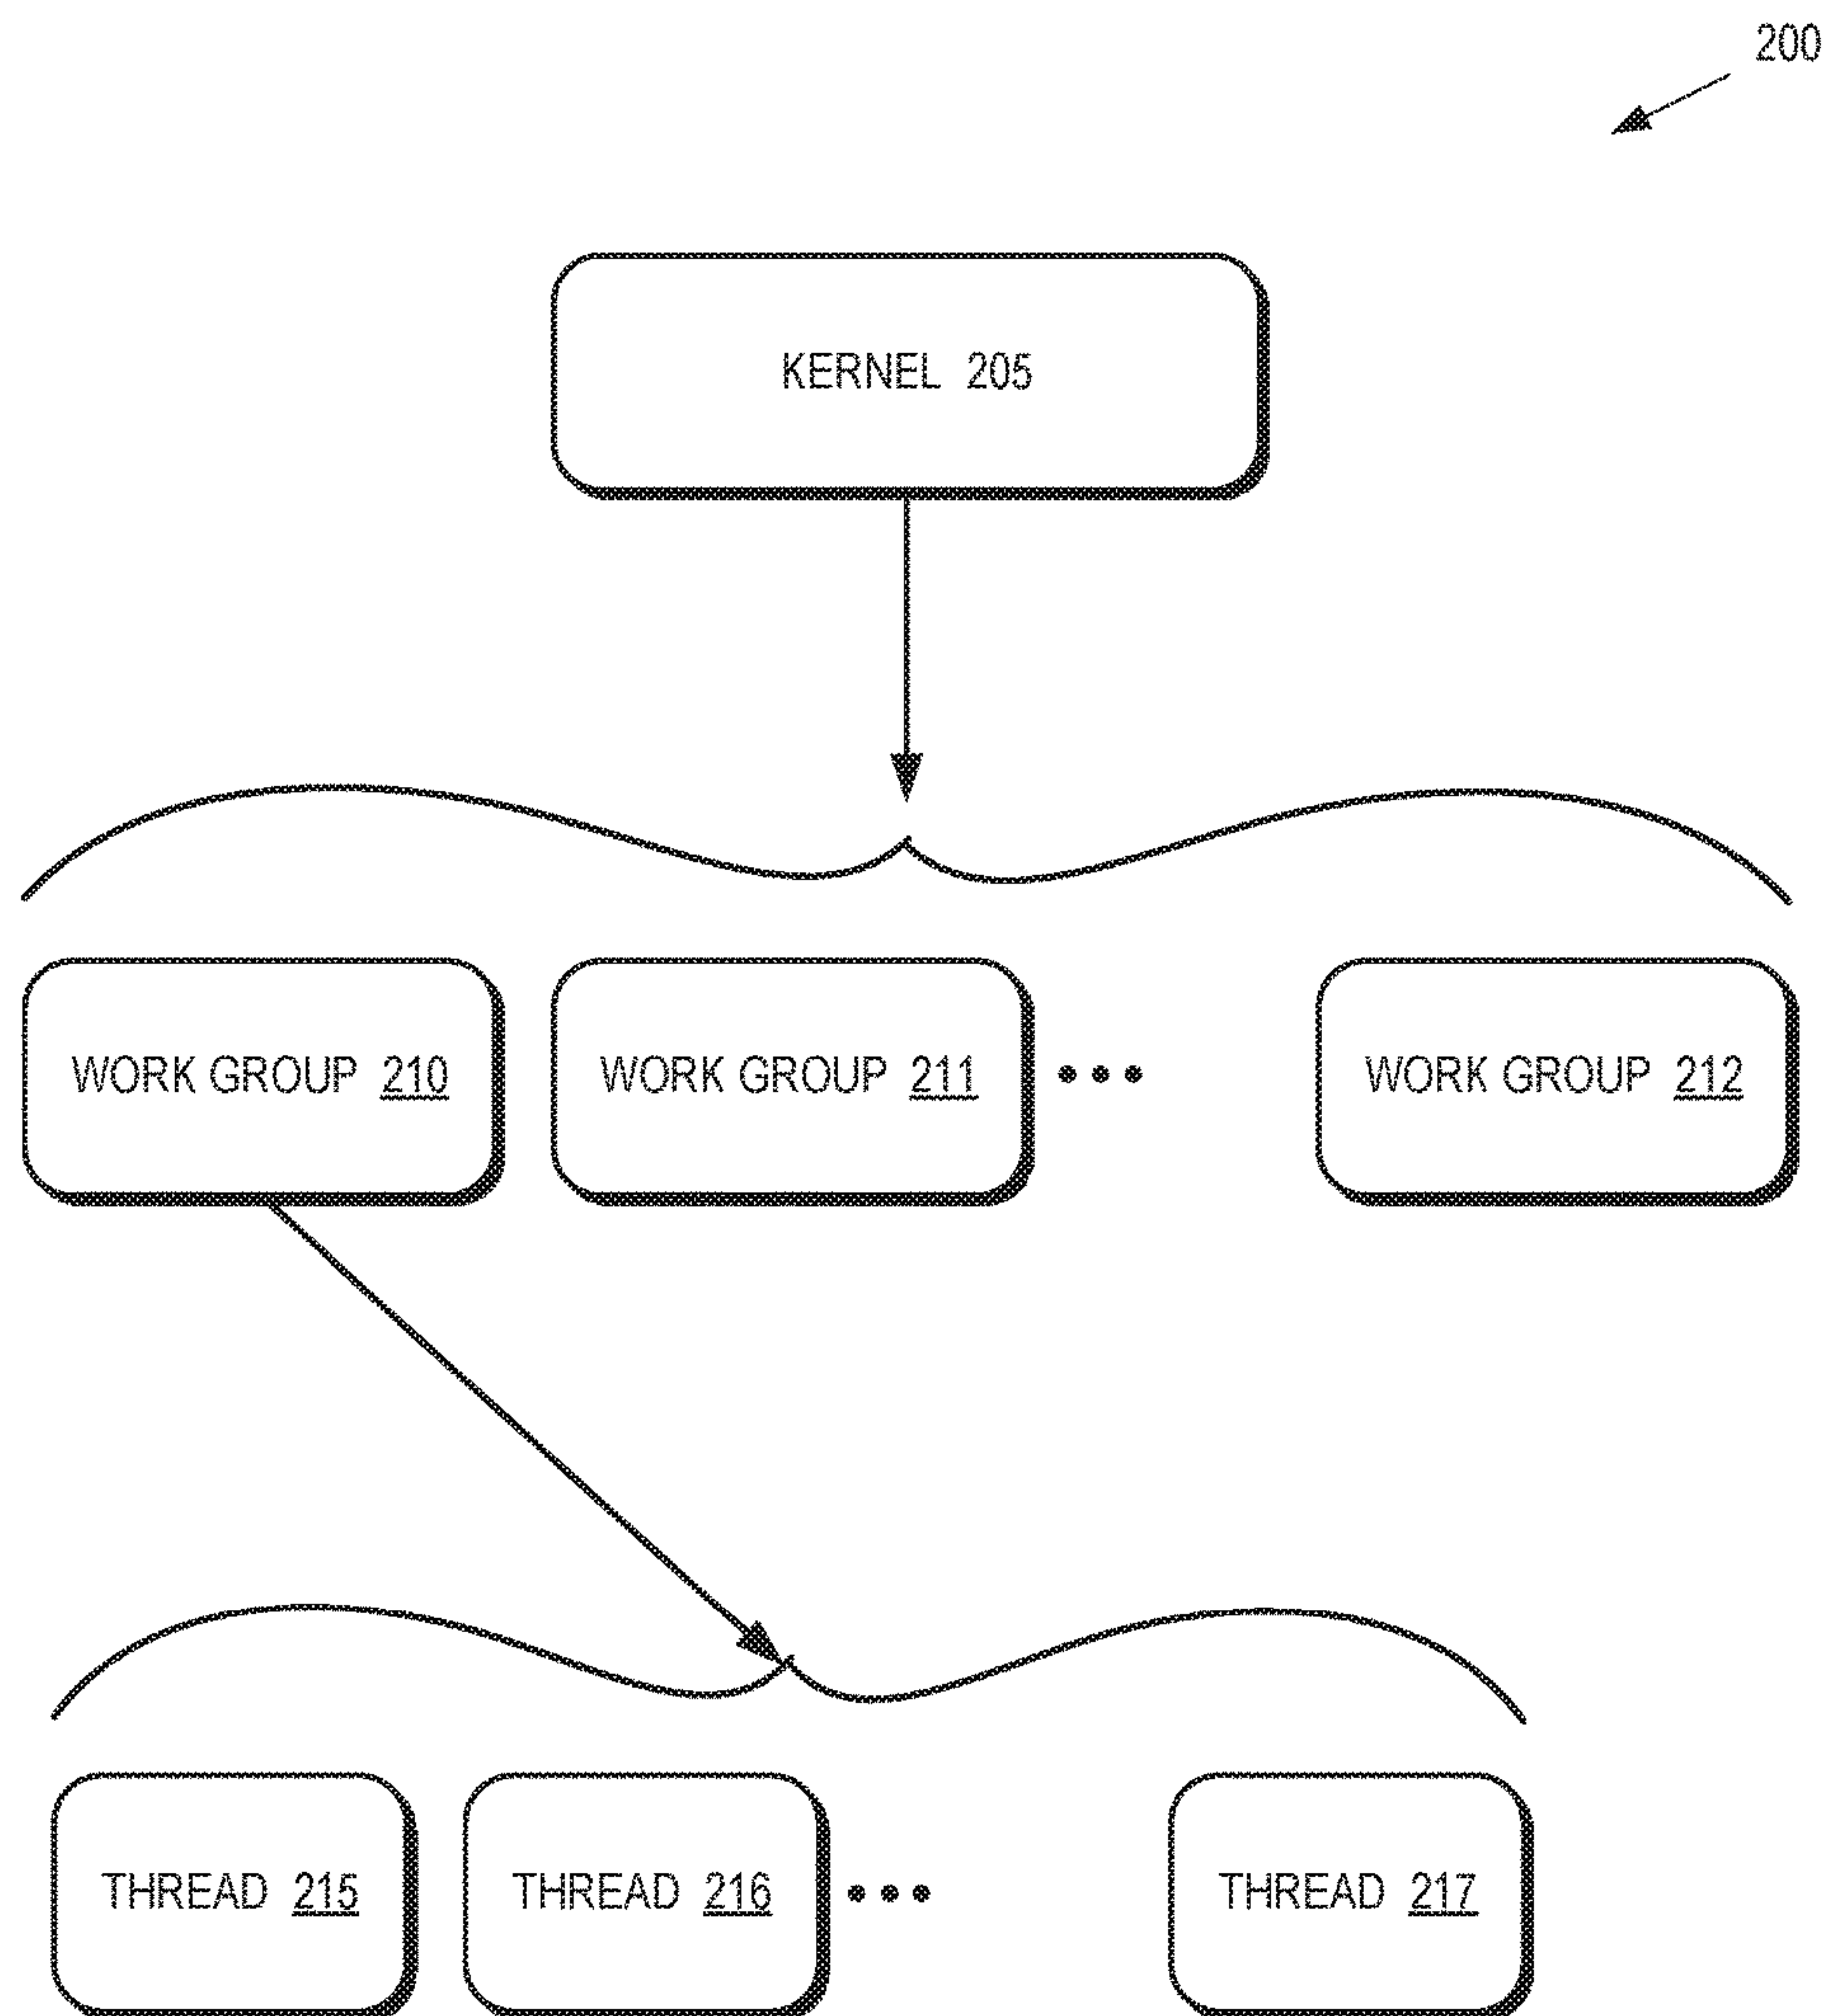 200
KERNEL 205
WORK GROUP 210 WORK GROUP 211 ••• WORK GROUP 212
THREAD 215 THREAD 216 ••• THREAD 217